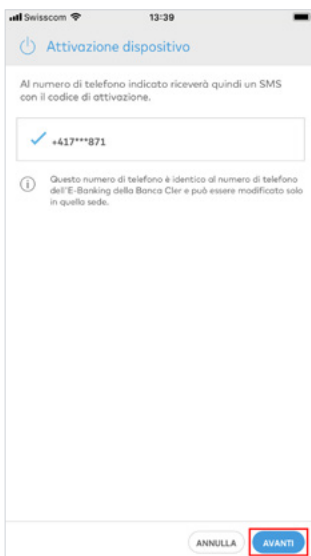 Swisscom 13:39
Attivazione dispositivo
Al numero di telefono indicato riceverà quindi un SMS
con il codice di attivazione.
+417***871
Questo numero di telefono è identico al numero di telefono
dell'E-Banking della Banca Cler e può essere modificato solo
in quella sede.
ANNULLA AVANTI